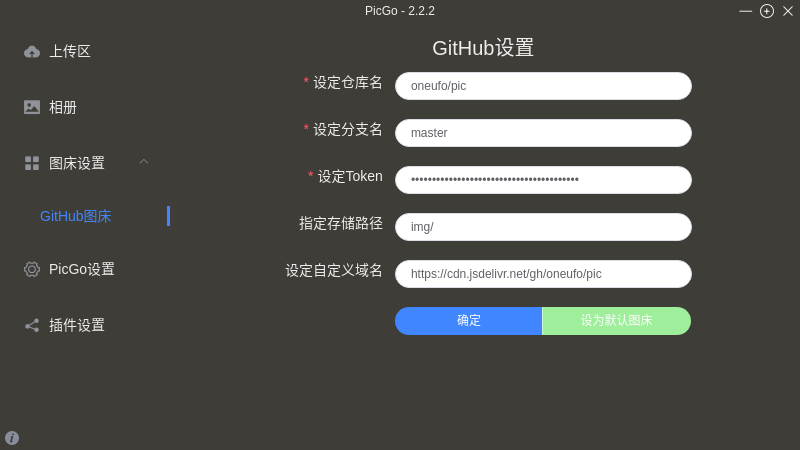 PicGo - 2.2.2
上传区
相册
图床设置
GitHub图床
PicGo设置
插件设置
GitHub设置
* 设定仓库名
oneufo/pic
* 设定分支名
master
* 设定Token
••••••••••••••••••••••••••••••••••••••••
指定存储路径
img/
设定自定义域名
https://cdn.jsdelivr.net/gh/oneufo/pic
确定
设为默认图床